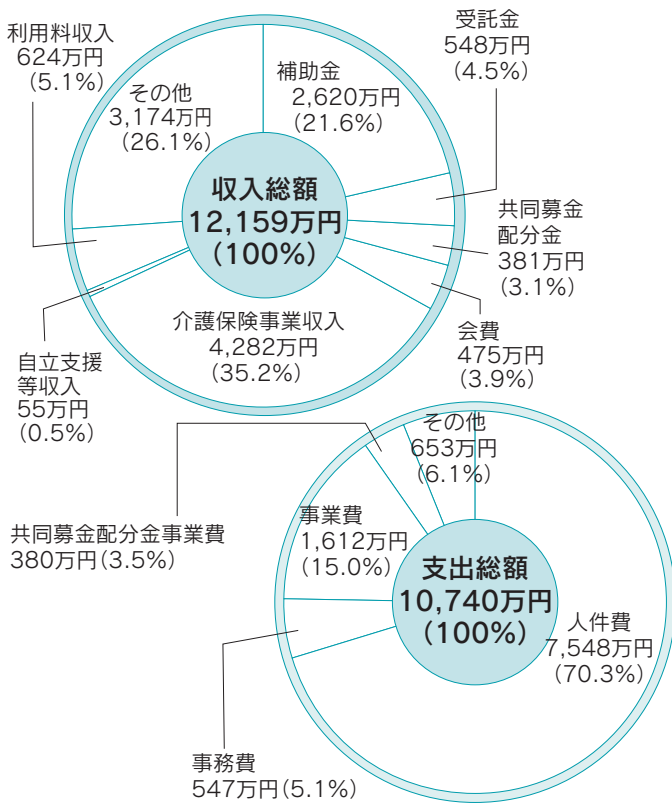 利用料収入
624万円
(5.1%)
その他
3,174万円
(26.1%)
補助金
2,620万円
(21.6%)
受託金
548万円
(4.5%)
収入総額
12,159万円
(100%)
共同募金
配分金
381万円
(3.1%)
会費
475万円
(3.9%)
介護保険事業収入
4,282万円
(35.2%)
自立支援
等収入
55万円
(0.5%)
その他
653万円
(6.1%)
共同募金配分金事業費
380万円(3.5%)
事業費
1,612万円
(15.0%)
支出総額
10,740万円
(100%)
人件費
7,548万円
(70.3%)
事務費
547万円(5.1%)